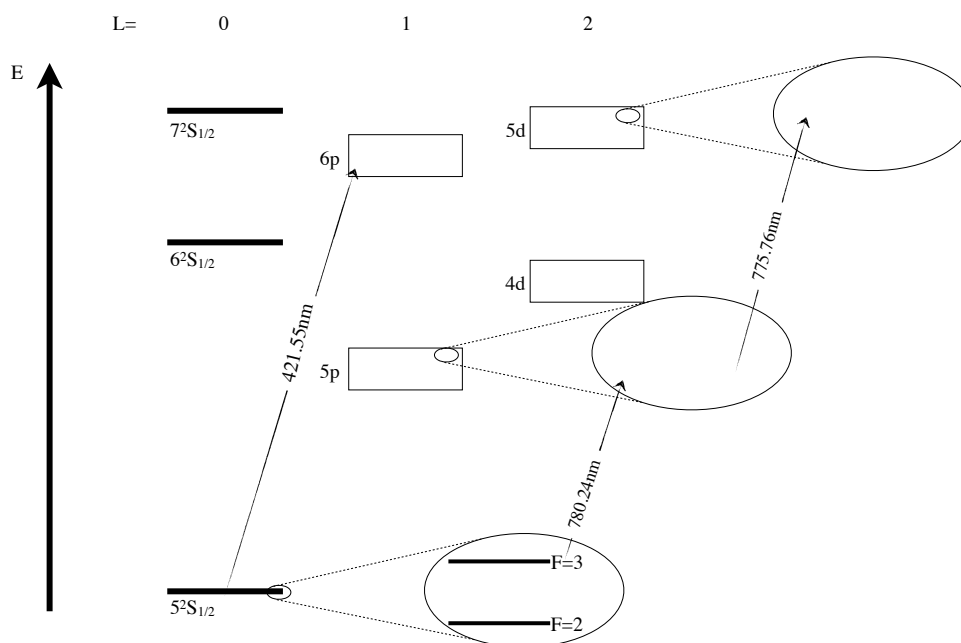 L= 0 1 2
E
7²S₁/₂
6p
5d
6²S₁/₂
4d
5p
421.55nm
775.76nm
780.24nm
5²S₁/₂
F=3
F=2